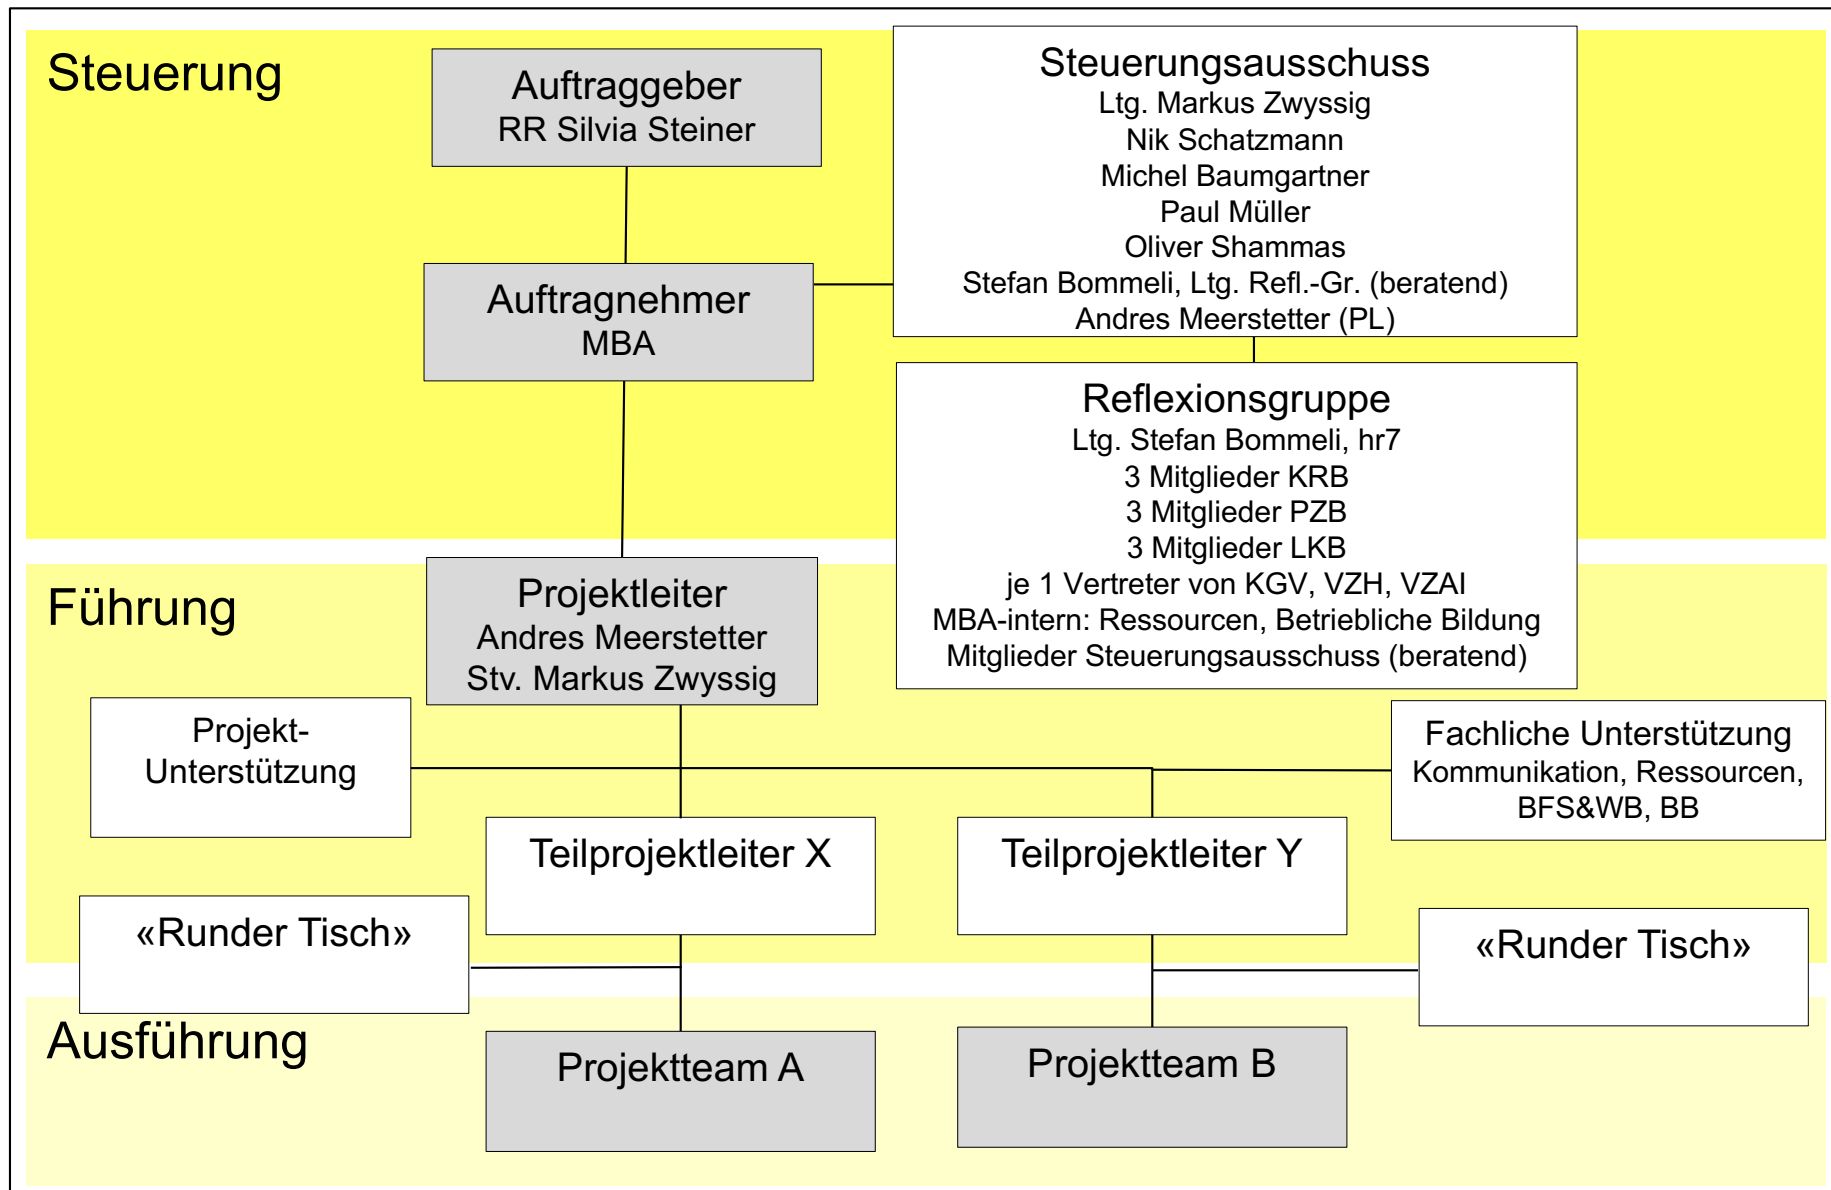 Steuerung
Auftraggeber
RR Silvia Steiner
Steuerungsausschuss
Ltg. Markus Zwyssig
Nik Schatzmann
Michel Baumgartner
Paul Müller
Oliver Shammas
Stefan Bommeli, Ltg. Refl.-Gr. (beratend)
Andres Meerstetter (PL)
Auftragnehmer
MBA
Reflexionsgruppe
Ltg. Stefan Bommeli, hr7
3 Mitglieder KRB
3 Mitglieder PZB
3 Mitglieder LKB
je 1 Vertreter von KGV, VZH, VZAI
MBA-intern: Ressourcen, Betriebliche Bildung
Mitglieder Steuerungsausschuss (beratend)
Führung
Projektleiter
Andres Meerstetter
Stv. Markus Zwyssig
Projekt-
Unterstützung
Fachliche Unterstützung
Kommunikation, Ressourcen,
BFS&WB, BB
Teilprojektleiter X
Teilprojektleiter Y
«Runder Tisch»
«Runder Tisch»
Ausführung
Projektteam A
Projektteam B